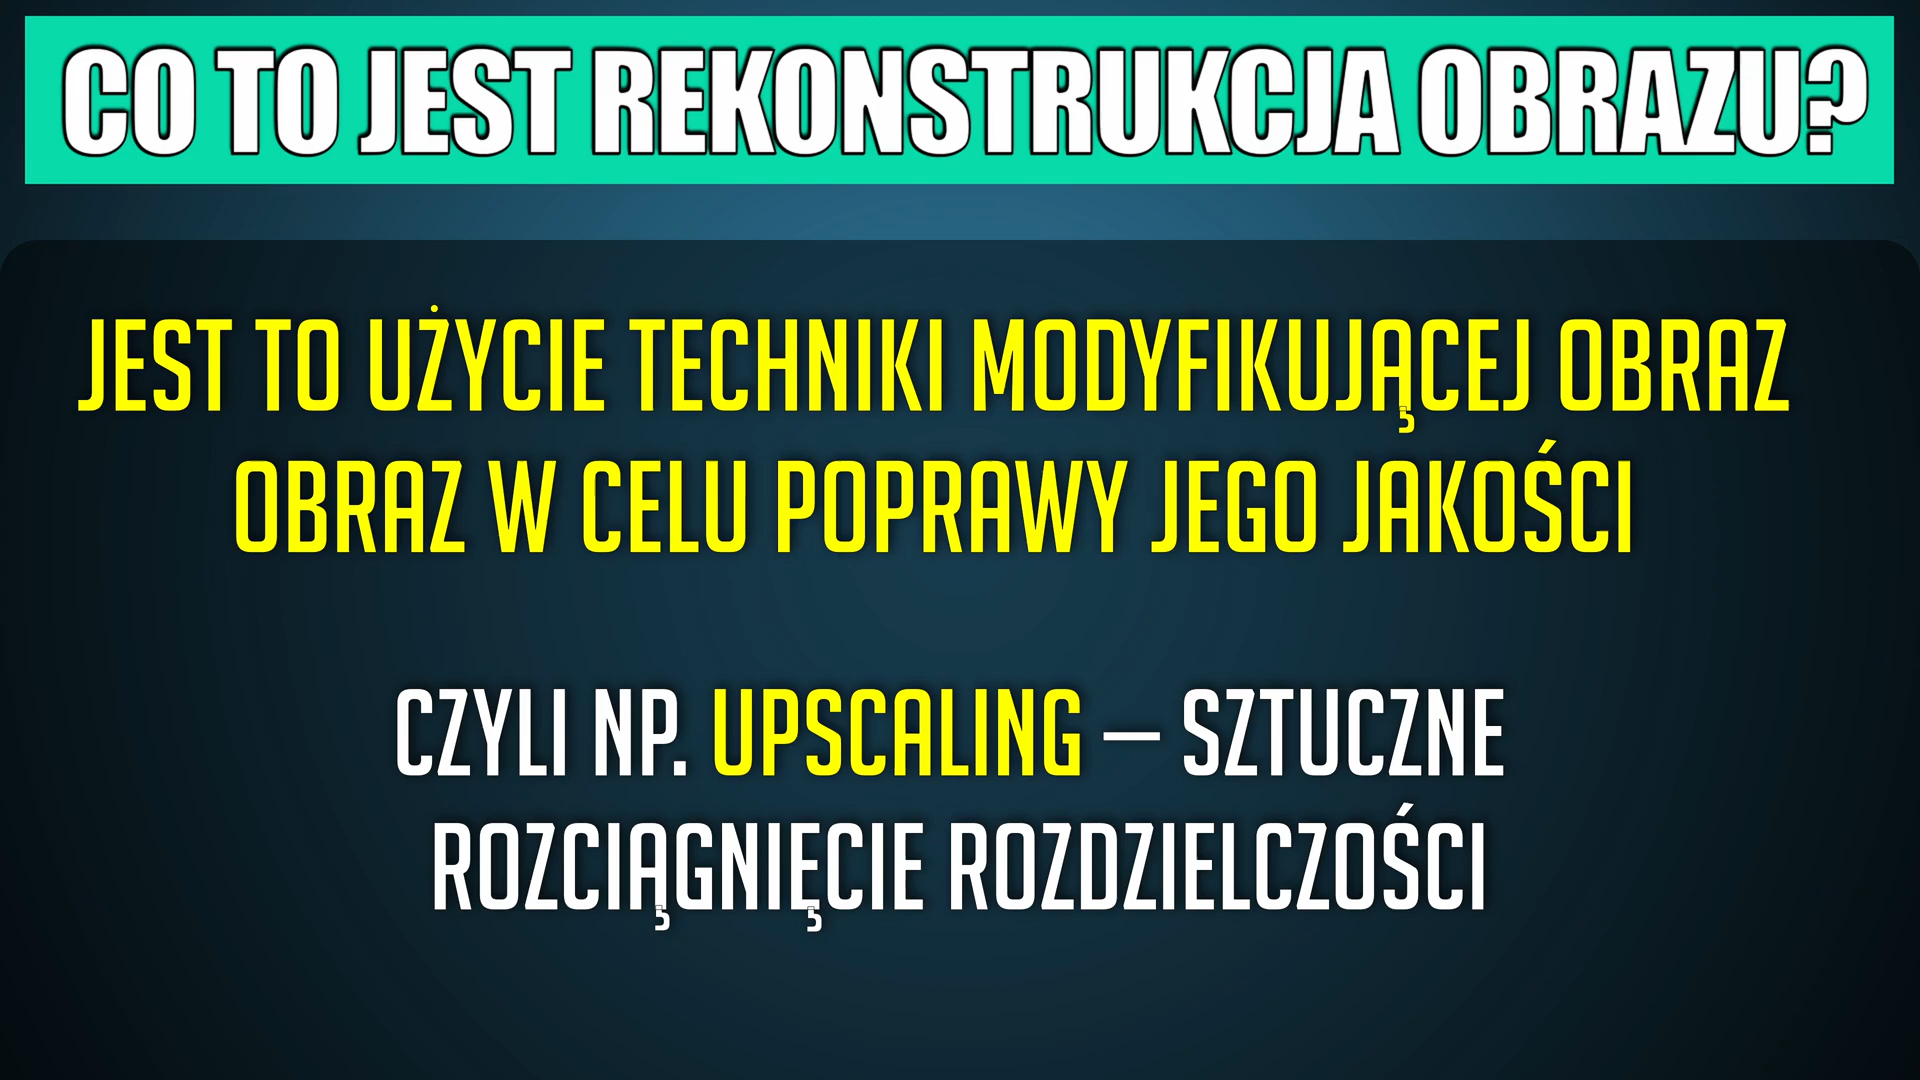 CO TO JEST REKONSTRUKCJA OBRAZU?
JEST TO UŻYCIE TECHNIKI MODYFIKUJĄCEJ OBRAZ
OBRAZ W CELU POPRAWY JEGO JAKOŚCI
CZYLI NP. UPSCALING – SZTUCZNE
ROZCIĄGNIĘCIE ROZDZIELCZOŚCI